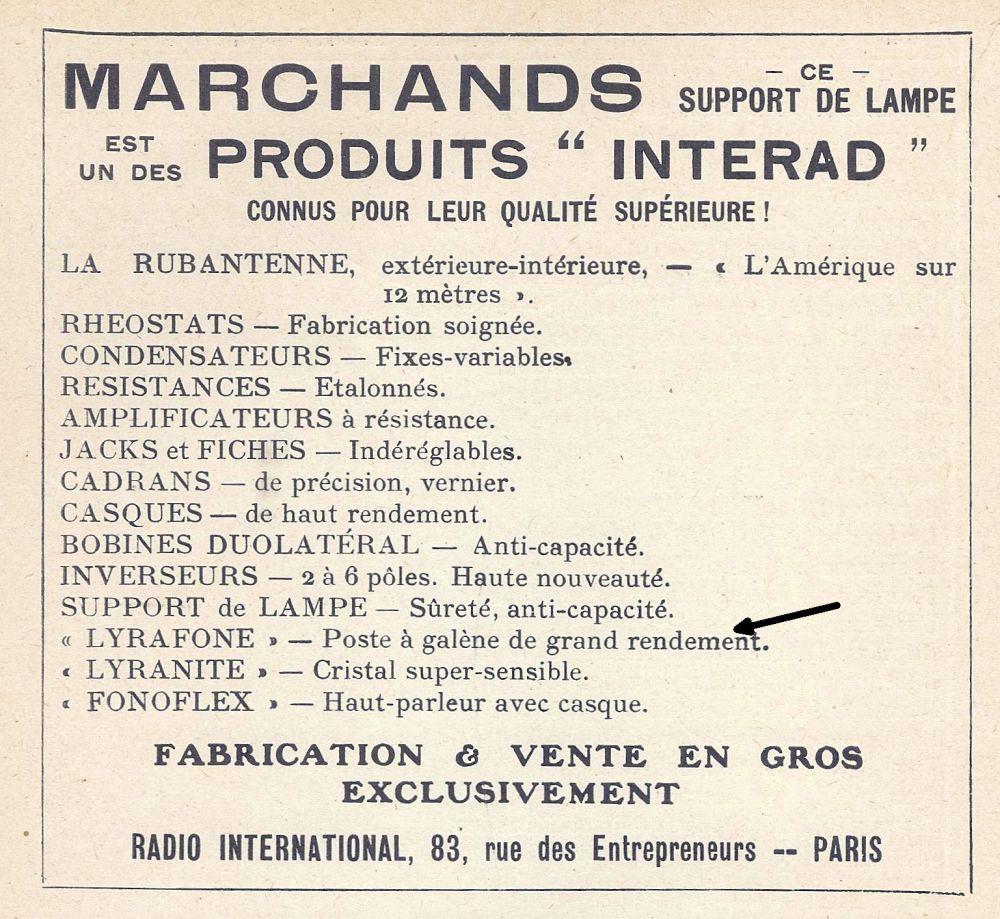 MARCHANDS — CE —
SUPPORT DE LAMPE
EST
UN DES PRODUITS “ INTERAD ”
CONNUS POUR LEUR QUALITÉ SUPÉRIEURE !
LA RUBANTENNE, extérieure-intérieure, — « L'Amérique sur
12 mètres ».
RHEOSTATS — Fabrication soignée.
CONDENSATEURS — Fixes-variables.
RESISTANCES — Etalonnés.
AMPLIFICATEURS à résistance.
JACKS et FICHES — Indéréglables.
CADRANS — de précision, vernier.
CASQUES — de haut rendement.
BOBINES DUOLATÉRAL — Anti-capacité.
INVERSEURS — 2 à 6 pôles. Haute nouveauté.
SUPPORT de LAMPE — Sûreté, anti-capacité.
« LYRAFONE » — Poste à galène de grand rendement.
« LYRANITE » — Cristal super-sensible.
« FONOFLEX » — Haut-parleur avec casque.
FABRICATION & VENTE EN GROS
EXCLUSIVEMENT
RADIO INTERNATIONAL, 83, rue des Entrepreneurs -- PARIS